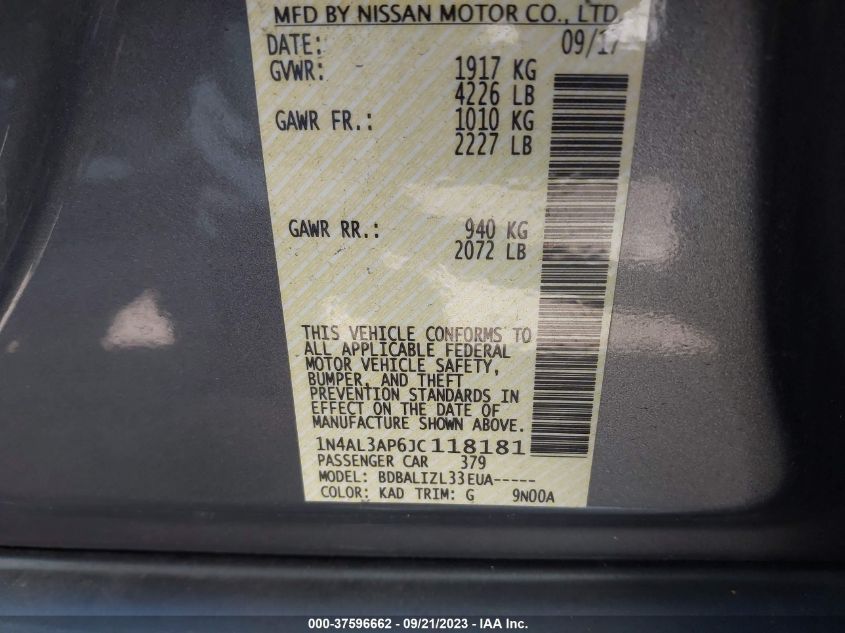 MFD BY NISSAN MOTOR CO., LTD
DATE: 09/17
GVWR: 1917 KG
4226 LB
GAWR FR.: 1010 KG
2227 LB
GAWR RR.: 940 KG
2072 LB
THIS VEHICLE CONFORMS TO
ALL APPLICABLE FEDERAL
MOTOR VEHICLE SAFETY,
BUMPER, AND THEFT
PREVENTION STANDARDS IN
EFFECT ON THE DATE OF
MANUFACTURE SHOWN ABOVE.
1N4AL3AP6JC118181
PASSENGER CAR 379
MODEL: BDBALIZL33EUA-----
COLOR: KAD TRIM: G 9N00A
000-37596662 - 09/21/2023 - IAA Inc.